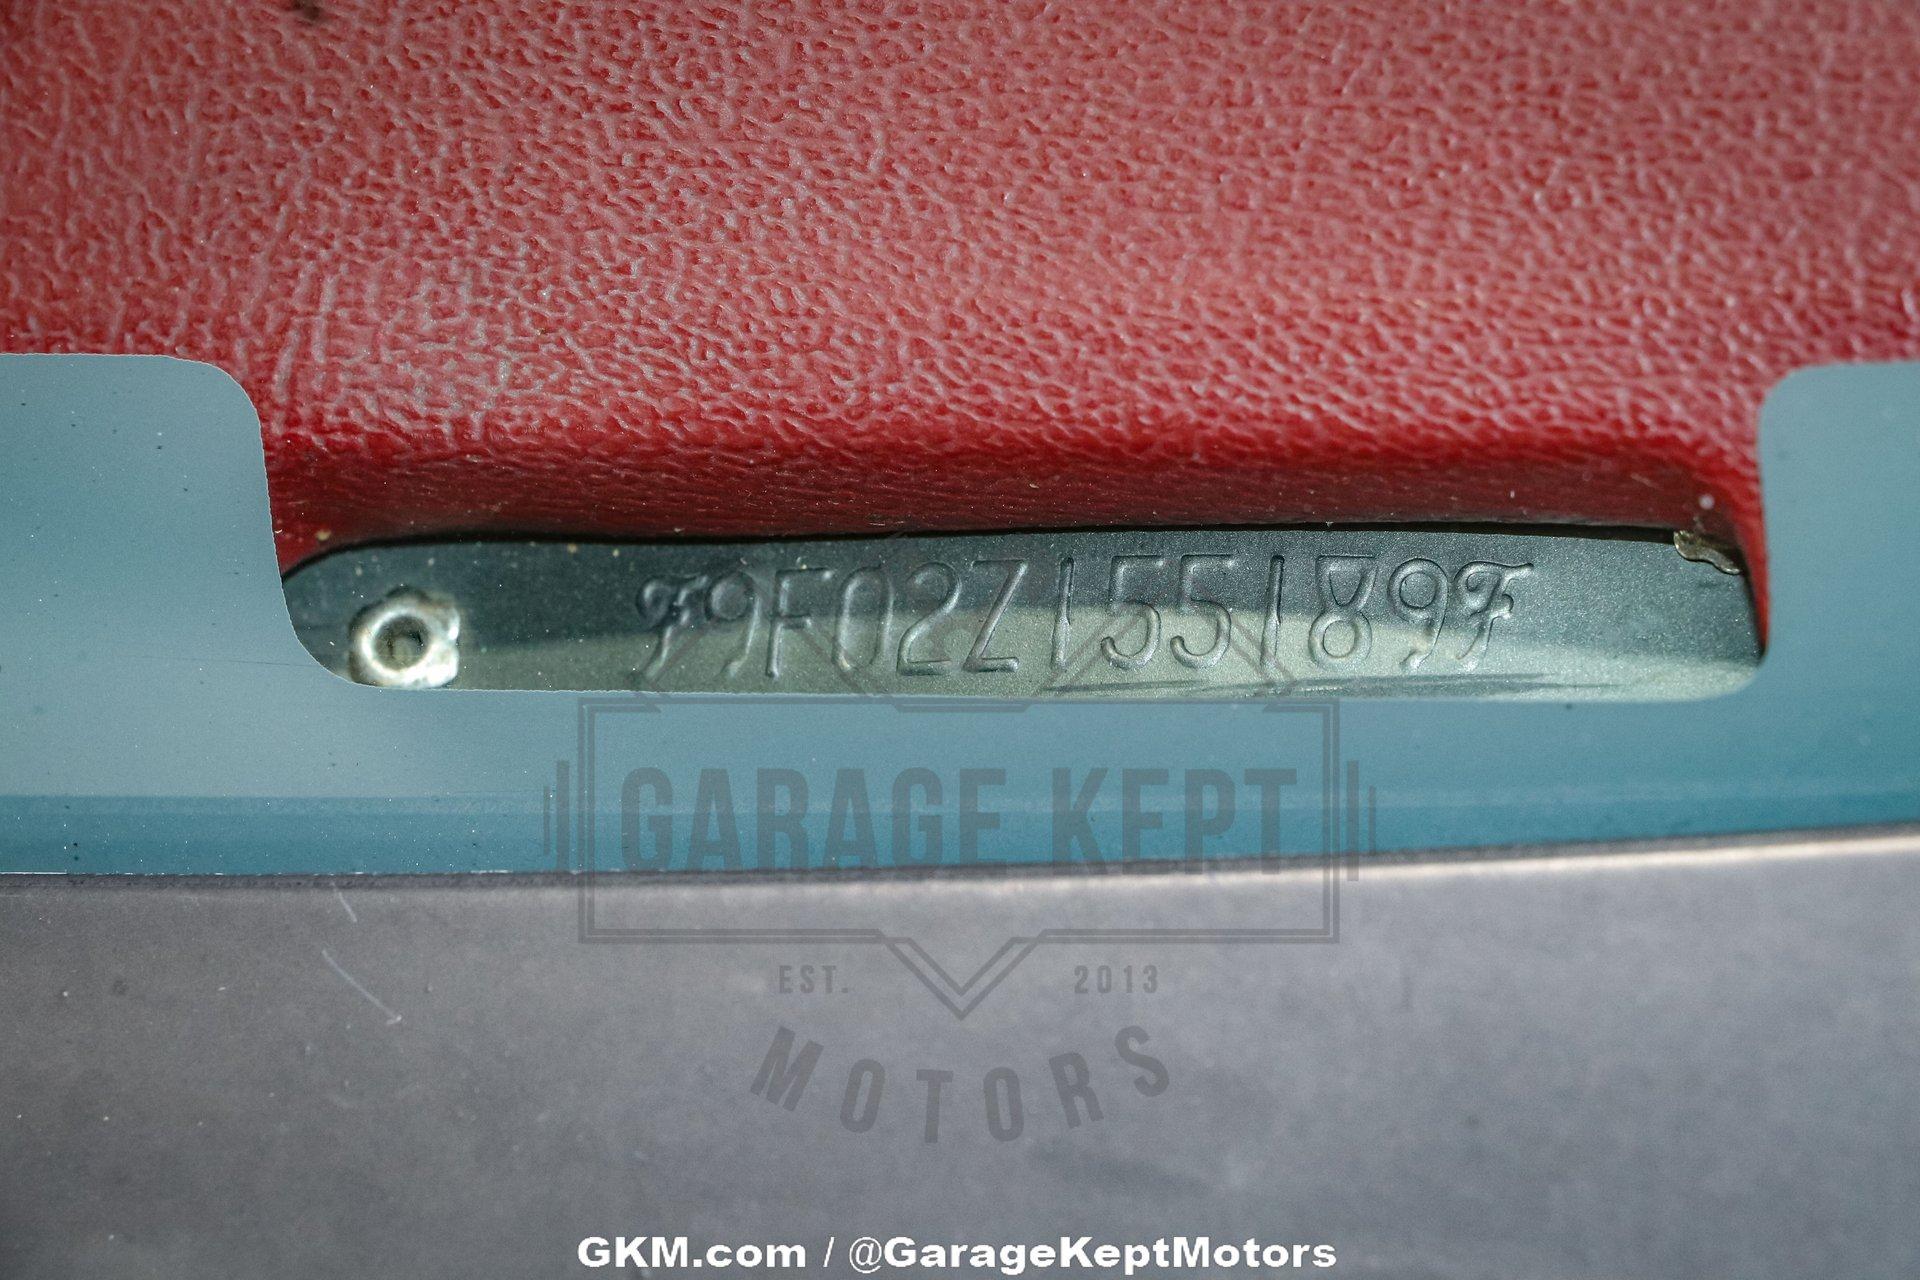 F9F02Z155189F
GARAGE KEPT
EST. 2013
MOTORS
GKM.com / @GarageKeptMotors